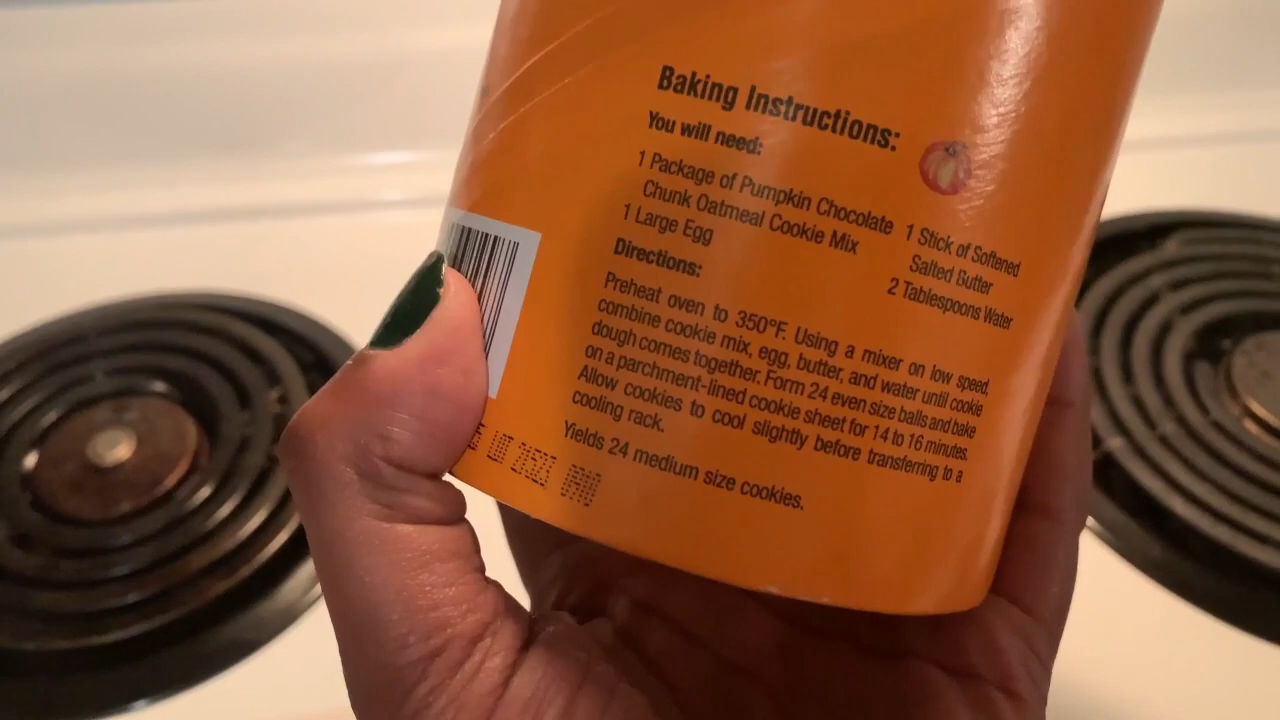 Baking Instructions:
You will need:
1 Package of Pumpkin Chocolate
Chunk Oatmeal Cookie Mix
1 Large Egg
1 Stick of Softened
Salted Butter
2 Tablespoons Water
Directions:
Preheat oven to 350°F. Using a mixer on low speed,
combine cookie mix, egg, butter, and water until cookie
dough comes together. Form 24 even size balls and bake
on a parchment-lined cookie sheet for 14 to 16 minutes.
Allow cookies to cool slightly before transferring to a
cooling rack.
Yields 24 medium size cookies.
LOT